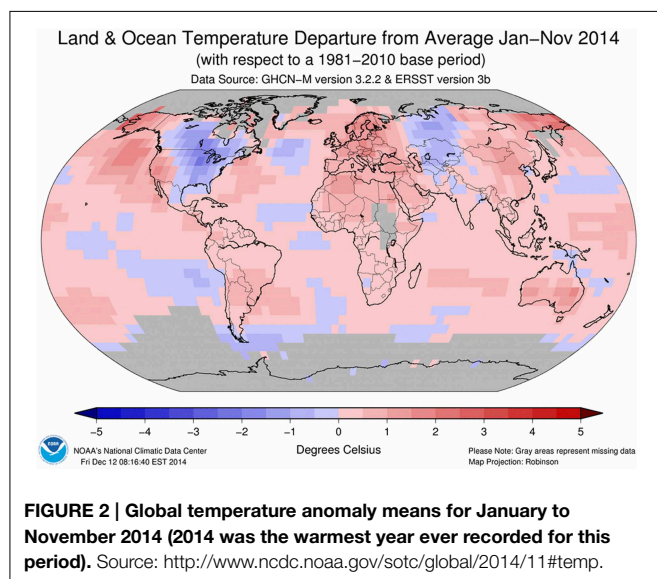 Land & Ocean Temperature Departure from Average Jan–Nov 2014
(with respect to a 1981–2010 base period)
Data Source: GHCN–M version 3.2.2 & ERSST version 3b
−5 −4 −3 −2 −1 0 1 2 3 4 5
Degrees Celsius
noaa
NOAA's National Climatic Data Center
Fri Dec 12 08:16:40 EST 2014
Please Note: Gray areas represent missing data
Map Projection: Robinson
FIGURE 2 | Global temperature anomaly means for January to
November 2014 (2014 was the warmest year ever recorded for this
period). Source: http://www.ncdc.noaa.gov/sotc/global/2014/11#temp.